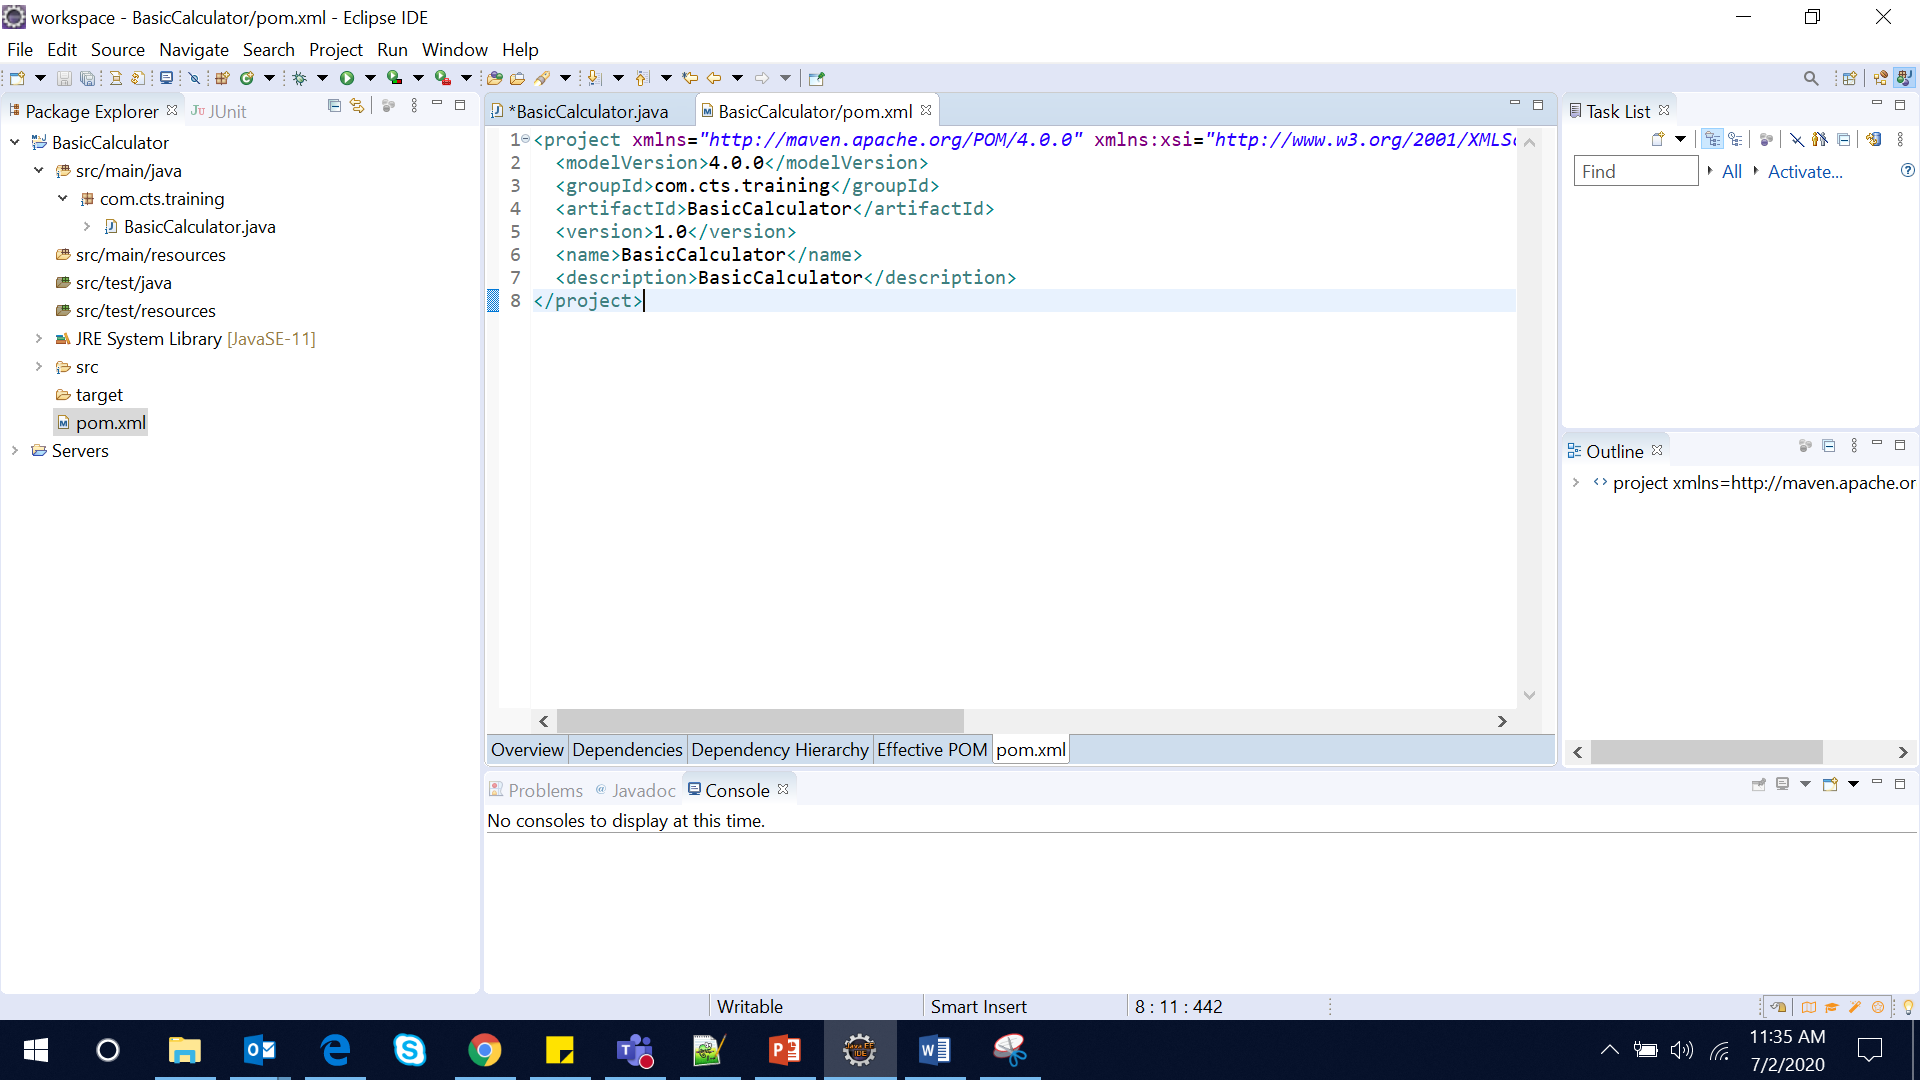 workspace - BasicCalculator/pom.xml - Eclipse IDE
File Edit Source Navigate Search Project Run Window Help
Package Explorer JUnit
BasicCalculator
src/main/java
com.cts.training
BasicCalculator.java
src/main/resources
src/test/java
src/test/resources
JRE System Library [JavaSE-11]
src
target
pom.xml
Servers
*BasicCalculator.java BasicCalculator/pom.xml
1 <project xmlns="http://maven.apache.org/POM/4.0.0" xmlns:xsi="http://www.w3.org/2001/XMLSc
2 <modelVersion>4.0.0</modelVersion>
3 <groupId>com.cts.training</groupId>
4 <artifactId>BasicCalculator</artifactId>
5 <version>1.0</version>
6 <name>BasicCalculator</name>
7 <description>BasicCalculator</description>
8 </project>
Overview Dependencies Dependency Hierarchy Effective POM pom.xml
Task List
Find All Activate...
Outline
project xmlns=http://maven.apache.or
Problems Javadoc Console
No consoles to display at this time.
Writable Smart Insert 8 : 11 : 442
11:35 AM
7/2/2020